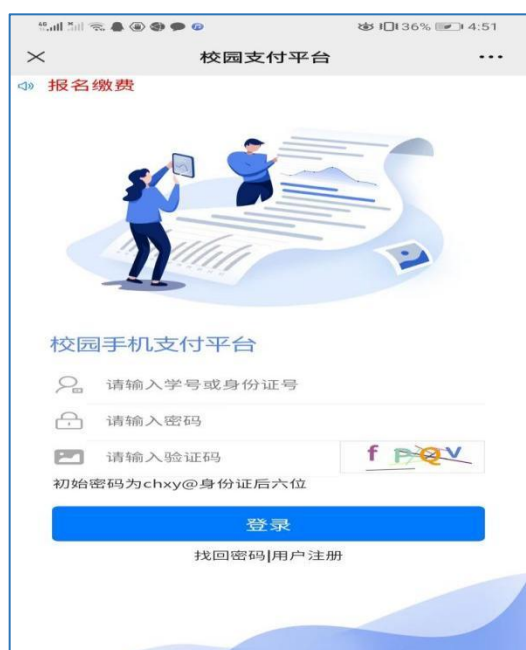 36% 4:51
校园支付平台
报名缴费
校园手机支付平台
请输入学号或身份证号
请输入密码
请输入验证码
f P Q V
初始密码为chxy@身份证后六位
登录
找回密码|用户注册